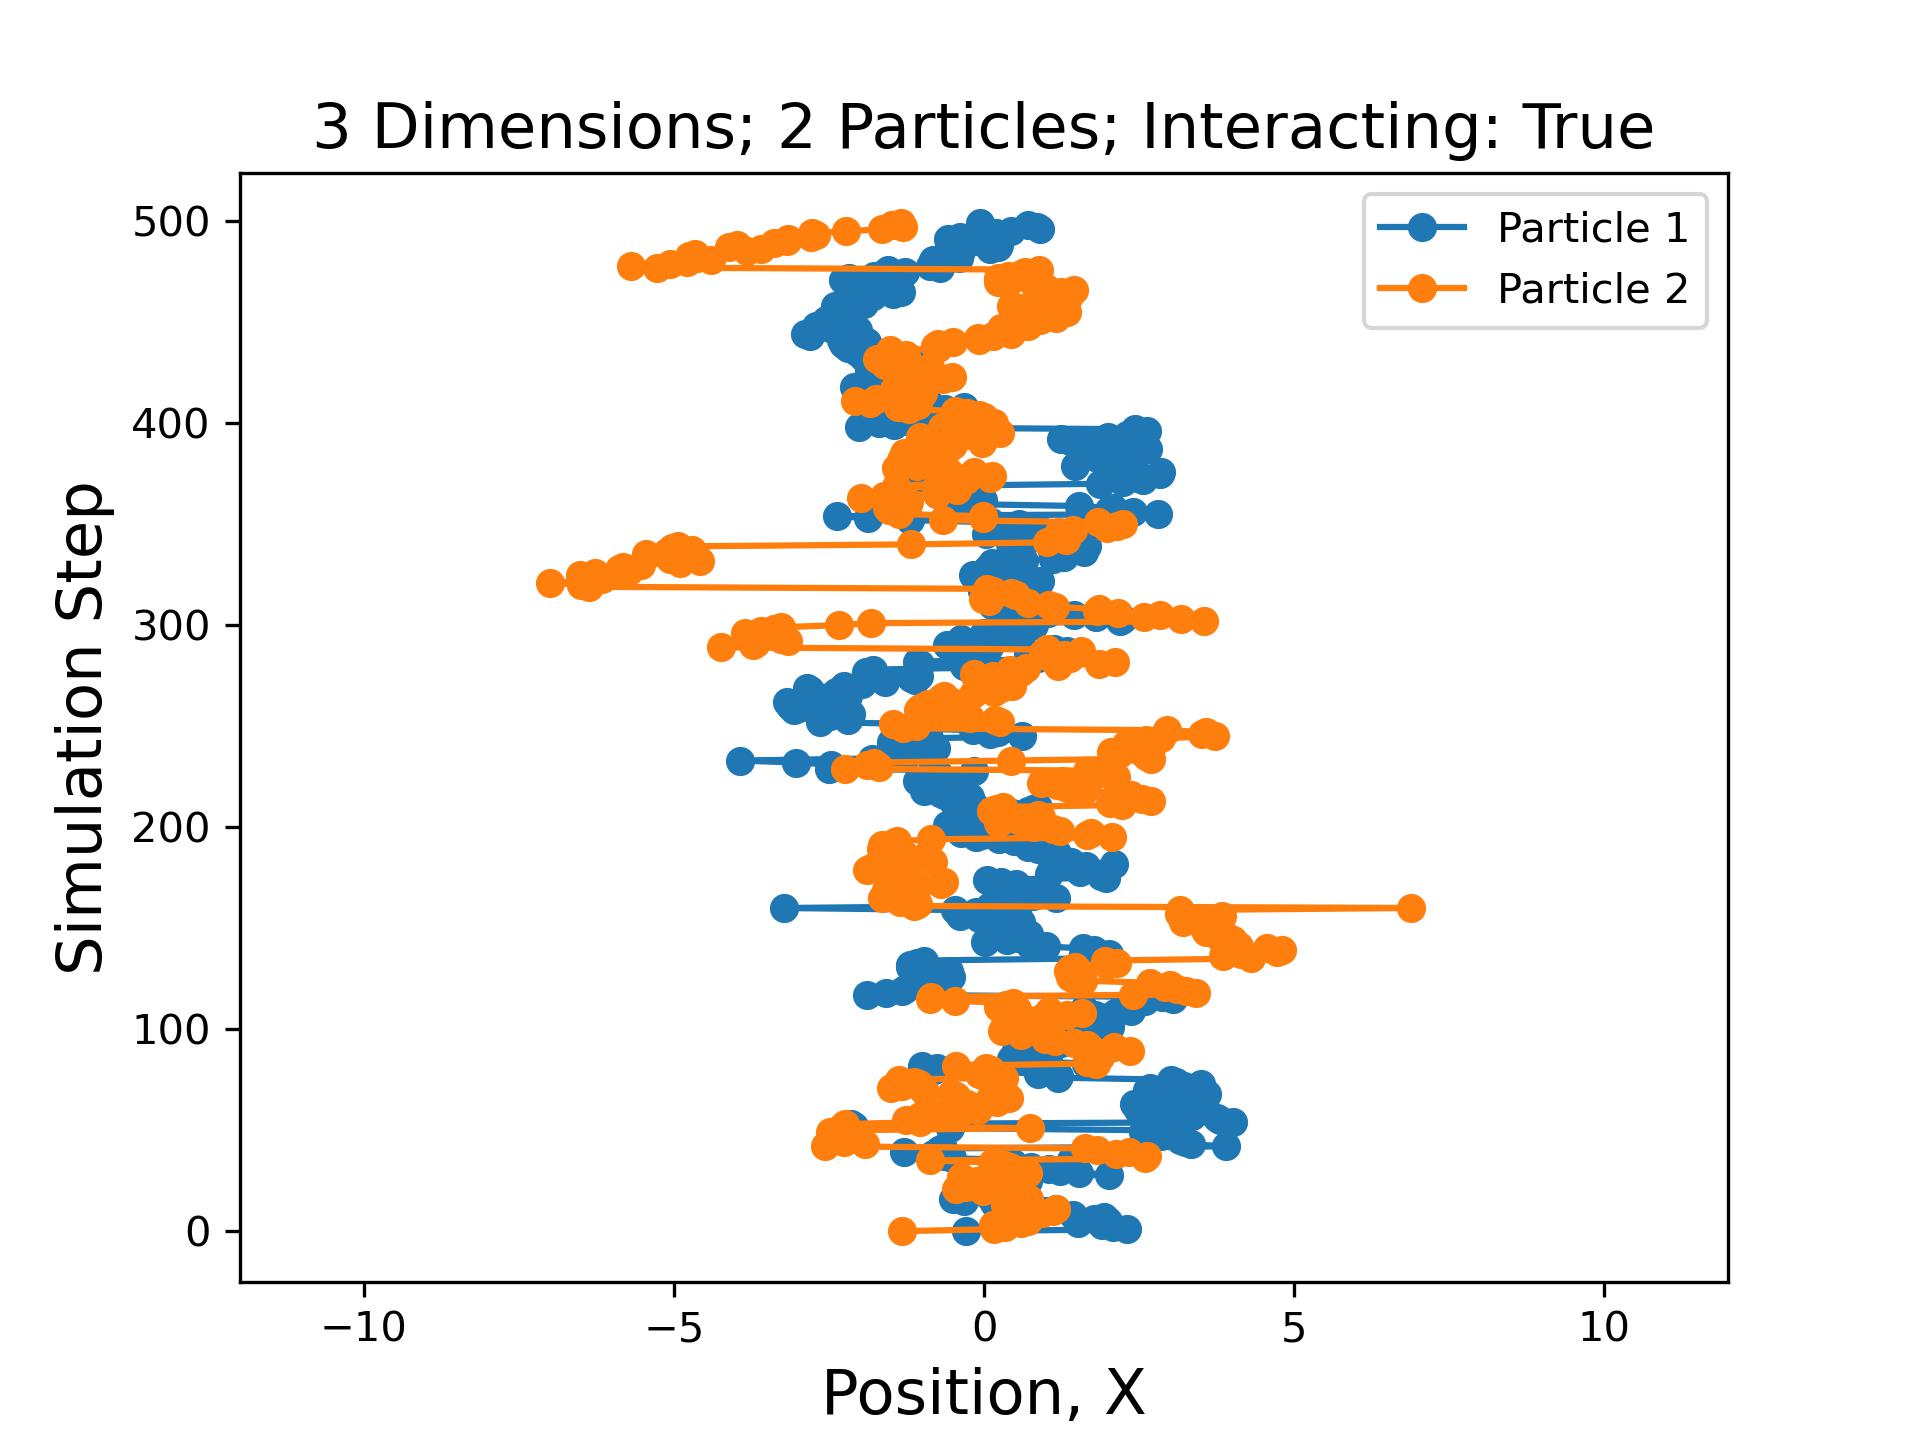 3 Dimensions; 2 Particles; Interacting: True
Particle 1
Particle 2
Simulation Step
500
400
300
200
100
0
−10
−5
0
5
10
Position, X